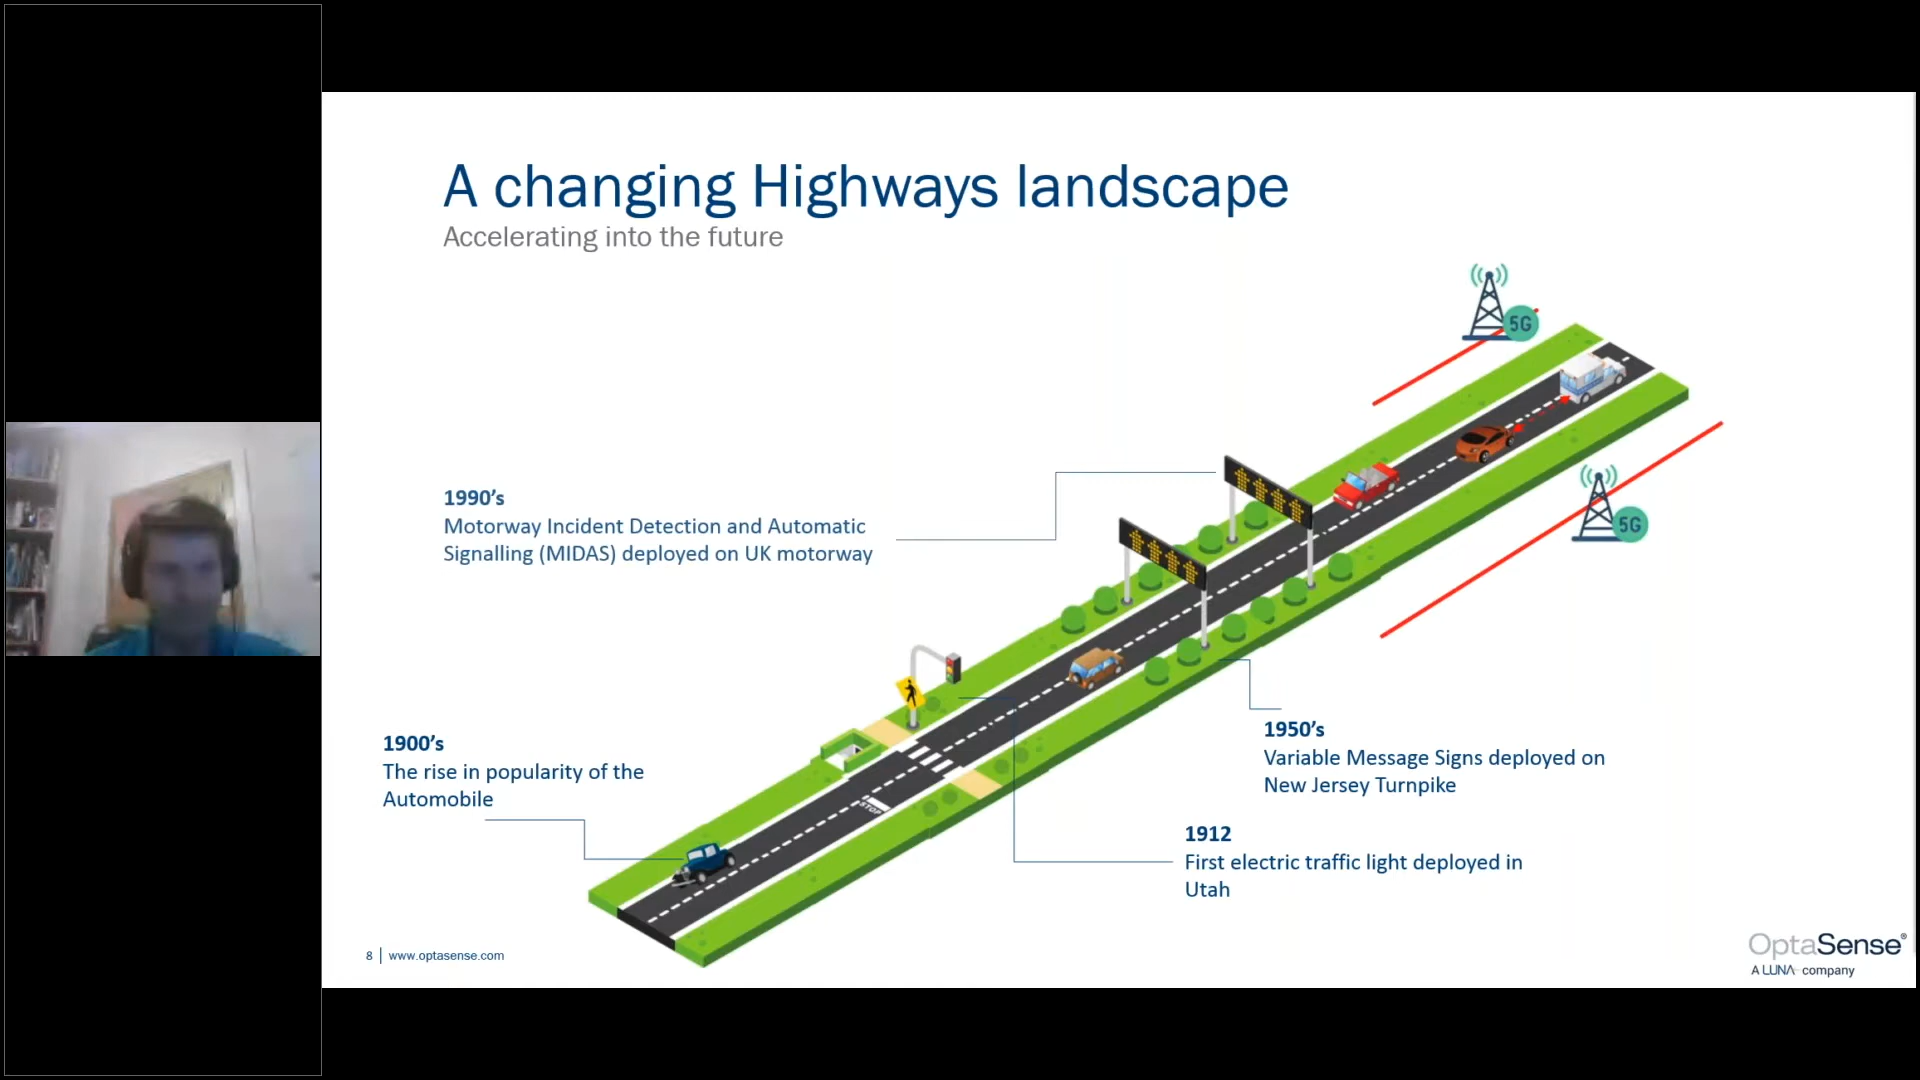 A changing Highways landscape
Accelerating into the future
5G
5G
1990's
Motorway Incident Detection and Automatic
Signalling (MIDAS) deployed on UK motorway
1900's
The rise in popularity of the
Automobile
STOP
1950's
Variable Message Signs deployed on
New Jersey Turnpike
1912
First electric traffic light deployed in
Utah
8 | www.optasense.com
OptaSense®
A LUNA company